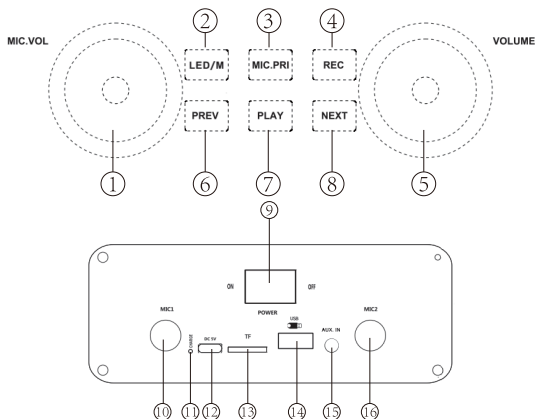 ② ③ ④
MIC.VOL VOLUME
LED/M MIC.PRI REC
PREV PLAY NEXT
① ⑥ ⑦ ⑧ ⑤
⑨
ON OFF
POWER
MIC1 MIC2
USB
AUX. IN
CHARGE DC 5V TF
⑩ ⑪ ⑫ ⑬ ⑭ ⑮ ⑯